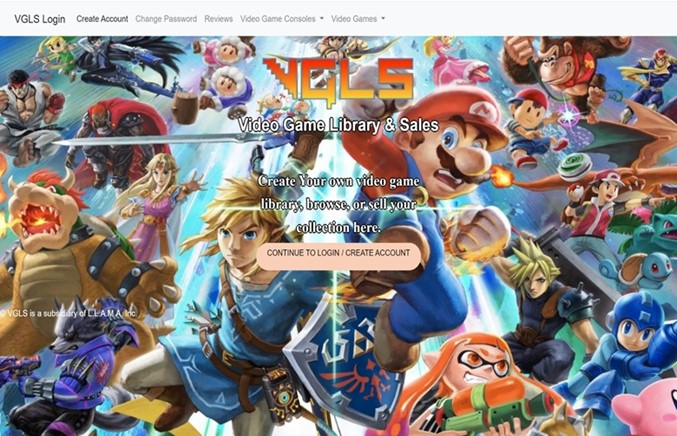 VGLS Login Create Account Change Password Reviews Video Game Consoles Video Games
VGLS
Video Game Library & Sales
Create Your own video game
library, browse, or sell your
collection here.
CONTINUE TO LOGIN / CREATE ACCOUNT
© VGLS is a subsidary of L.L.A.M.A. Inc